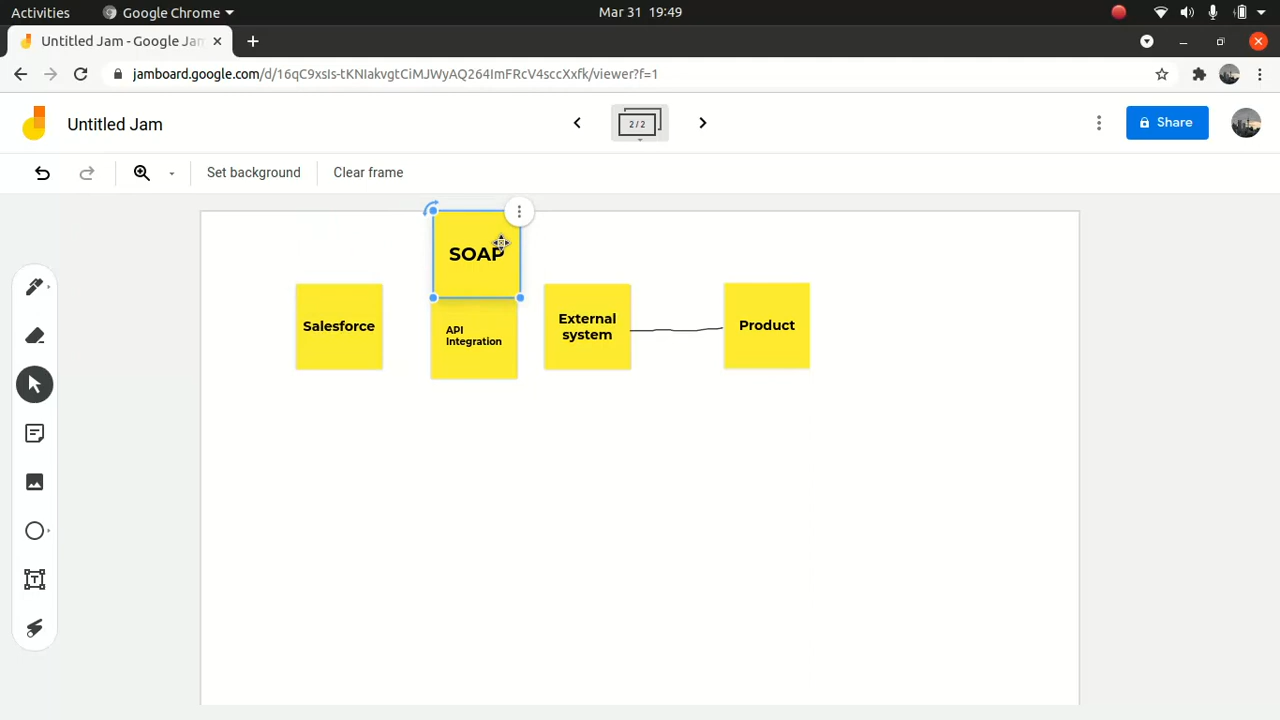 Activities
Google Chrome
Mar 31 19:49
Untitled Jam - Google Jam
jamboard.google.com/d/16qC9xsIs-tKNIakvgtCiMJWyAQ264ImFRcV4sccXxfk/viewer?f=1
Untitled Jam
2 / 2
Share
Set background
Clear frame
SOAP
Salesforce
API
Integration
External
system
Product